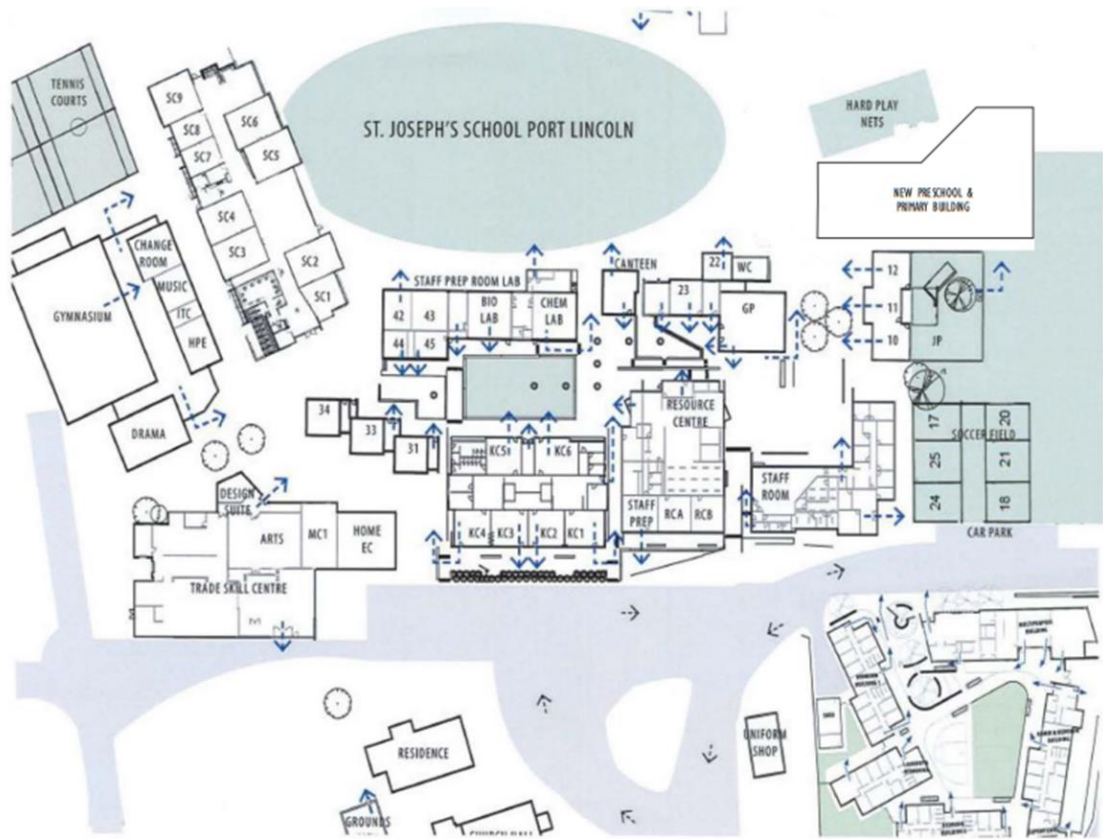 TENNIS
COURTS
SC9
SC8
SC7
SC6
SC5
SC4
SC3
SC2
SC1
ST. JOSEPH'S SCHOOL PORT LINCOLN
HARD PLAY
NETS
NEW PRESCHOOL &
PRIMARY BUILDING
CHANGE
ROOM
MUSIC
ITC
HPE
GYMNASIUM
DRAMA
STAFF PREP ROOM LAB
42
43
44
45
BIO
LAB
CHEM
LAB
CANTEEN
22
WC
23
GP
12
11
10
JP
34
33
31
KC5
KC6
KC4
KC3
KC2
KC1
RESOURCE
CENTRE
STAFF
PREP
RCA
RCB
STAFF
ROOM
17
20
SOCCER FIELD
25
21
24
18
CAR PARK
DESIGN
SUITE
ARTS
MC1
HOME
EC
TRADE SKILL CENTRE
RESIDENCE
UNIFORM
SHOP
GROUNDS
CHURCH HALL
MULTIPURPOSE
BUILDING